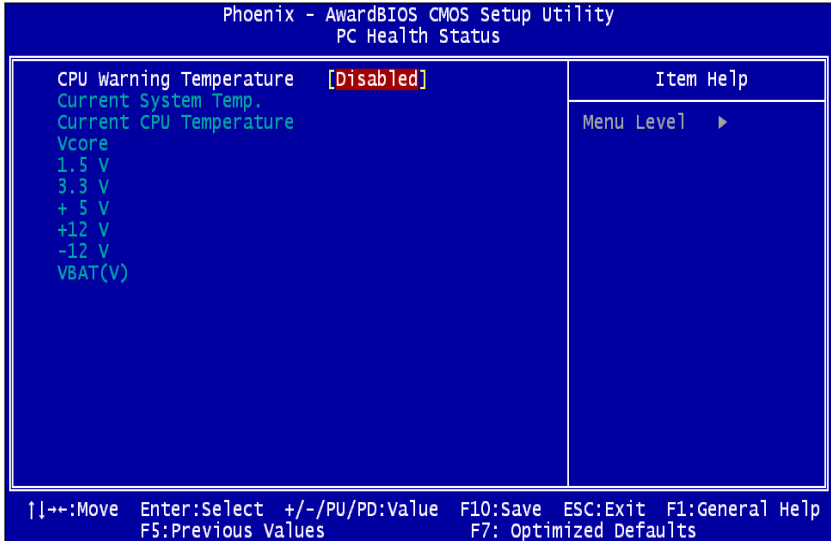 Phoenix - AwardBIOS CMOS Setup Utility
PC Health Status
CPU Warning Temperature [Disabled]
Current System Temp.
Current CPU Temperature
Vcore
1.5 V
3.3 V
+ 5 V
+12 V
-12 V
VBAT(V)
Item Help
Menu Level ▶
↑↓→←:Move Enter:Select +/-/PU/PD:Value F10:Save ESC:Exit F1:General Help
F5:Previous Values F7: Optimized Defaults